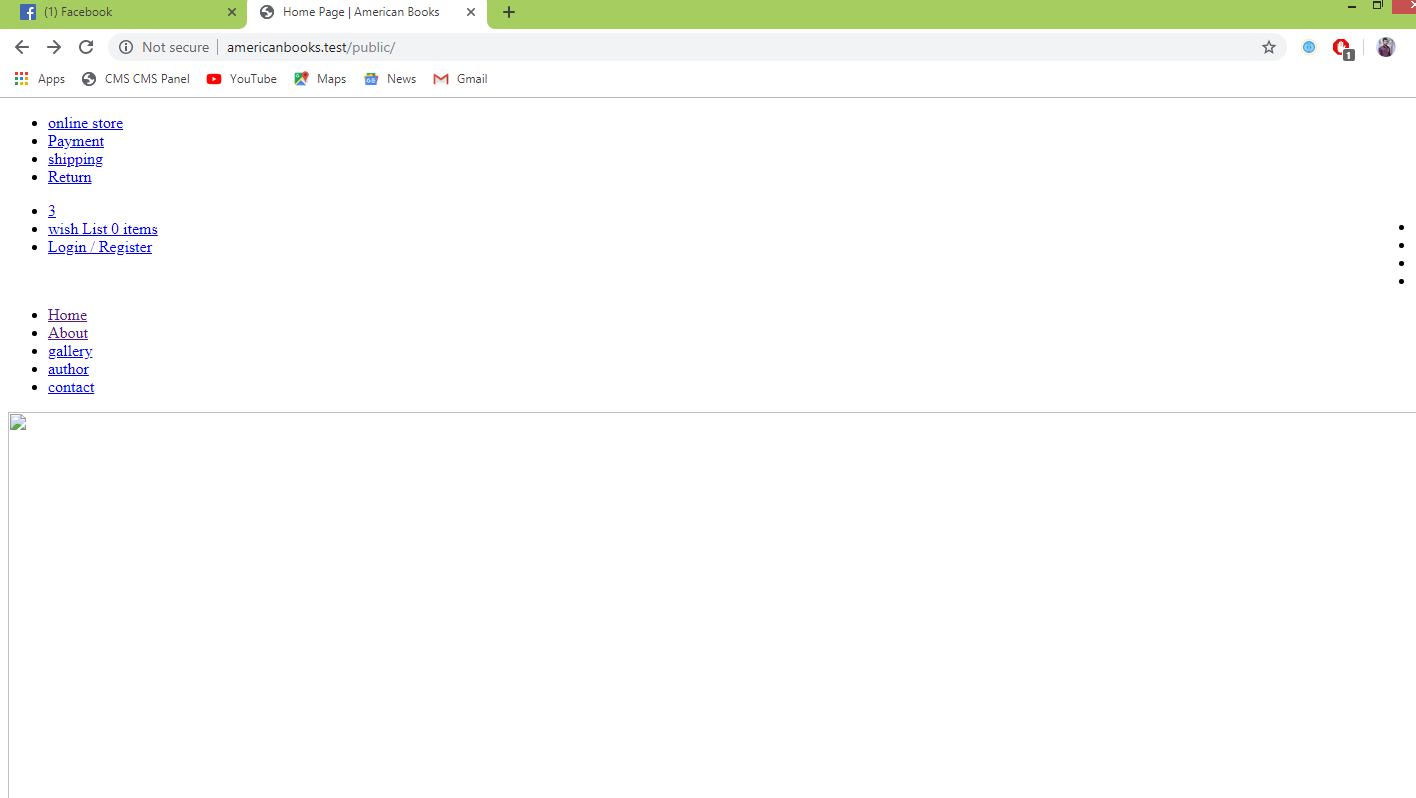 (1) Facebook
Home Page | American Books
Not secure
americanbooks.test/public/
1
Apps
CMS CMS Panel
YouTube
Maps
News
Gmail
online store
Payment
shipping
Return
3
wish List 0 items
Login / Register
Home
About
gallery
author
contact